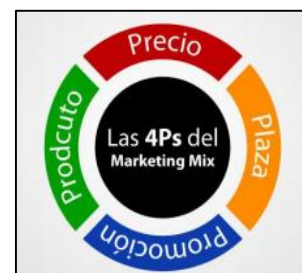 Precio
Plaza
Promoción
Prodcuto
Las 4Ps del
Marketing Mix